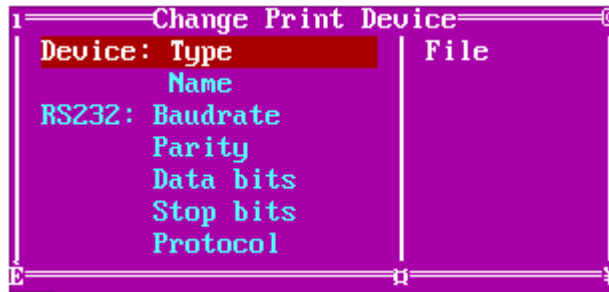 Change Print Device
Device: Type File
Name
RS232: Baudrate
Parity
Data bits
Stop bits
Protocol